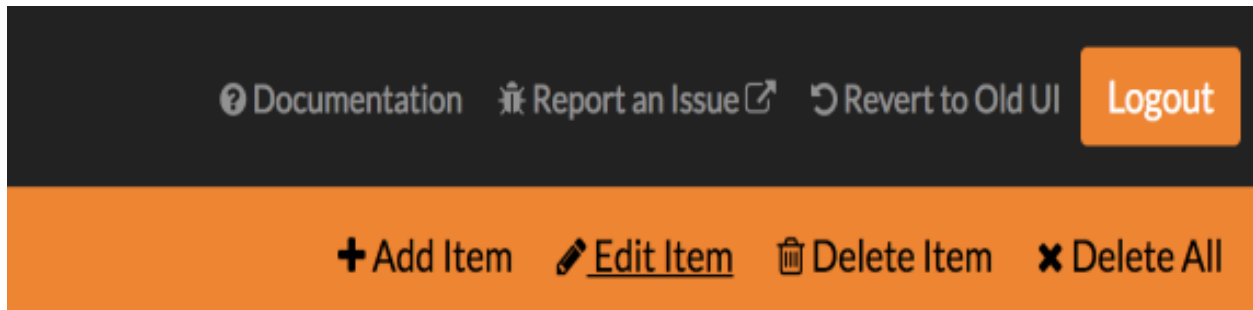 Documentation Report an Issue Revert to Old UI Logout
Add Item Edit Item Delete Item Delete All